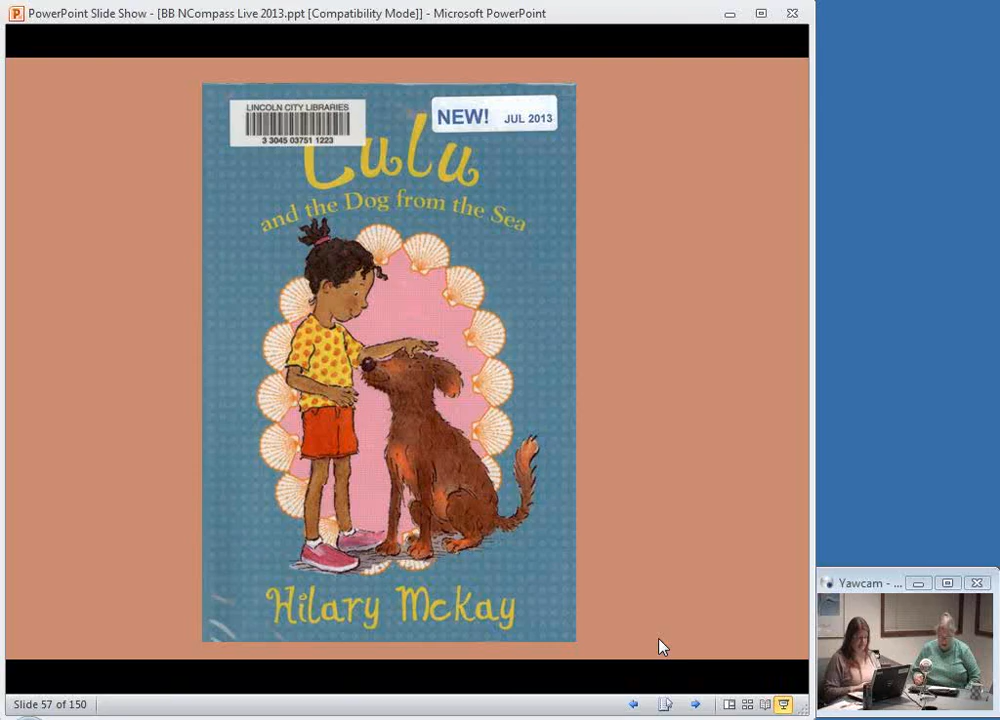 PowerPoint Slide Show - [BB NCompass Live 2013.ppt [Compatibility Mode]] - Microsoft PowerPoint
LINCOLN CITY LIBRARIES
3 3045 03751 1223
NEW! JUL 2013
Lulu
and the Dog from the Sea
Hilary McKay
Yawcam - ...
Slide 57 of 150